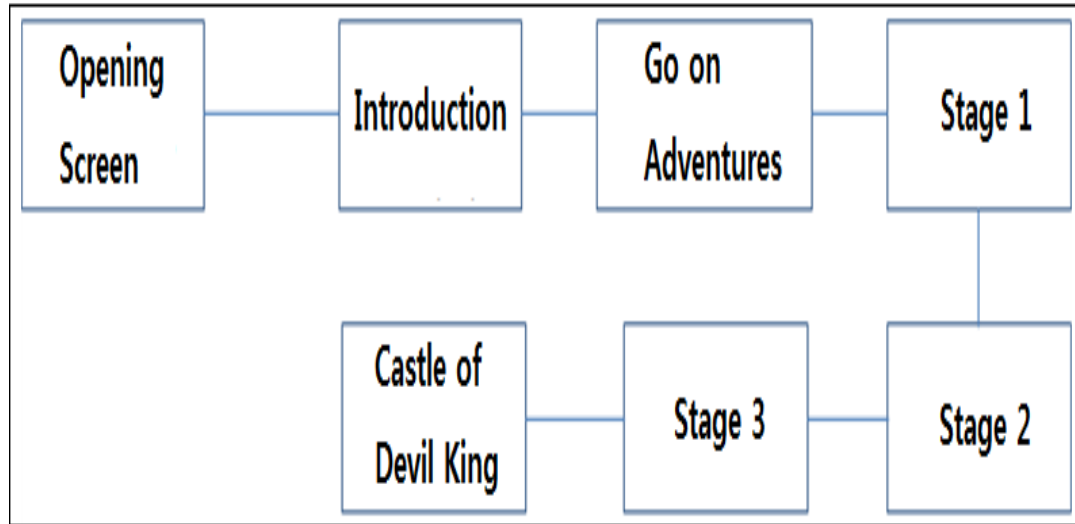 Opening
Screen
Introduction
Go on
Adventures
Stage 1
Castle of
Devil King
Stage 3
Stage 2